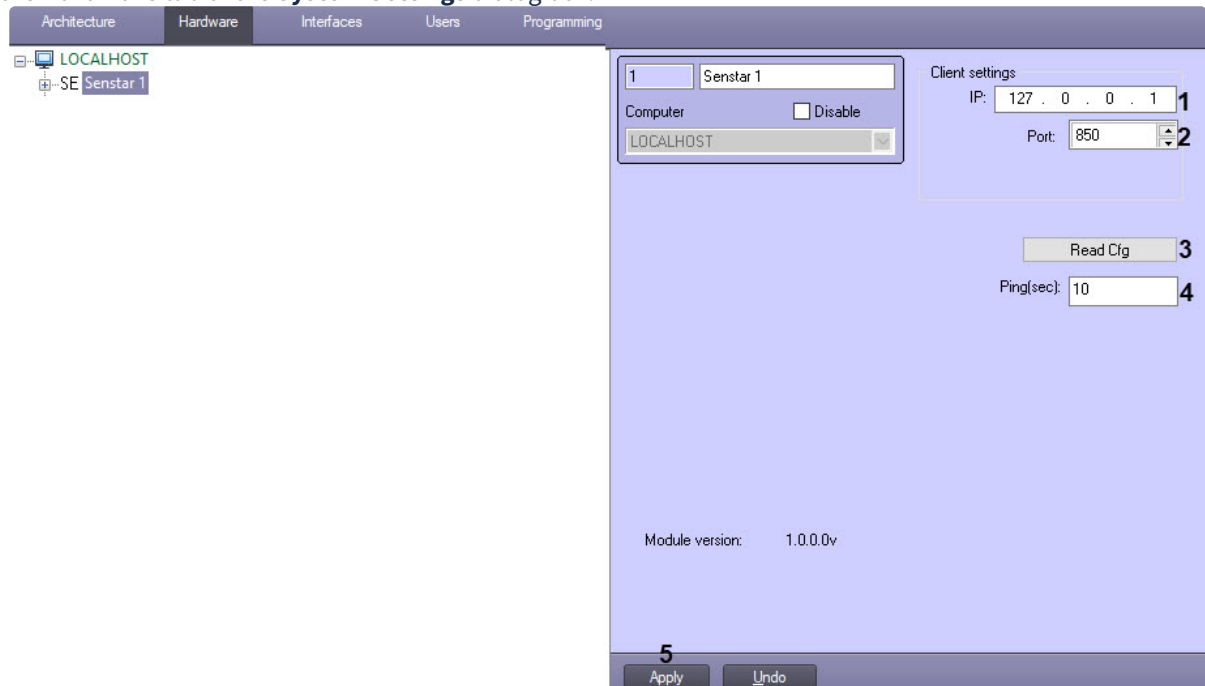 System Settings
Architecture Hardware Interfaces Users Programming
LOCALHOST
SE Senstar 1
1 Senstar 1
Computer Disable
LOCALHOST
Client settings
IP: 127 . 0 . 0 . 1 1
Port: 850 2
Read Cfg 3
Ping(sec): 10 4
Module version: 1.0.0.0v
5
Apply Undo